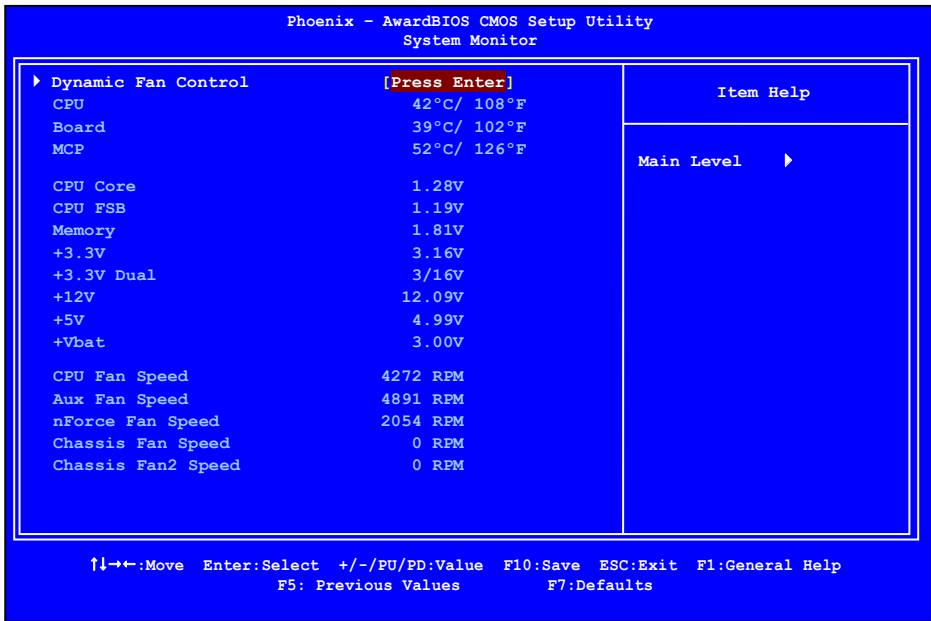 Phoenix – AwardBIOS CMOS Setup Utility
System Monitor
Dynamic Fan Control [Press Enter]
CPU 42°C/ 108°F
Board 39°C/ 102°F
MCP 52°C/ 126°F
CPU Core 1.28V
CPU FSB 1.19V
Memory 1.81V
+3.3V 3.16V
+3.3V Dual 3/16V
+12V 12.09V
+5V 4.99V
+Vbat 3.00V
CPU Fan Speed 4272 RPM
Aux Fan Speed 4891 RPM
nForce Fan Speed 2054 RPM
Chassis Fan Speed 0 RPM
Chassis Fan2 Speed 0 RPM
Item Help
Main Level
↑↓→←:Move Enter:Select +/-/PU/PD:Value F10:Save ESC:Exit F1:General Help
F5: Previous Values F7:Defaults